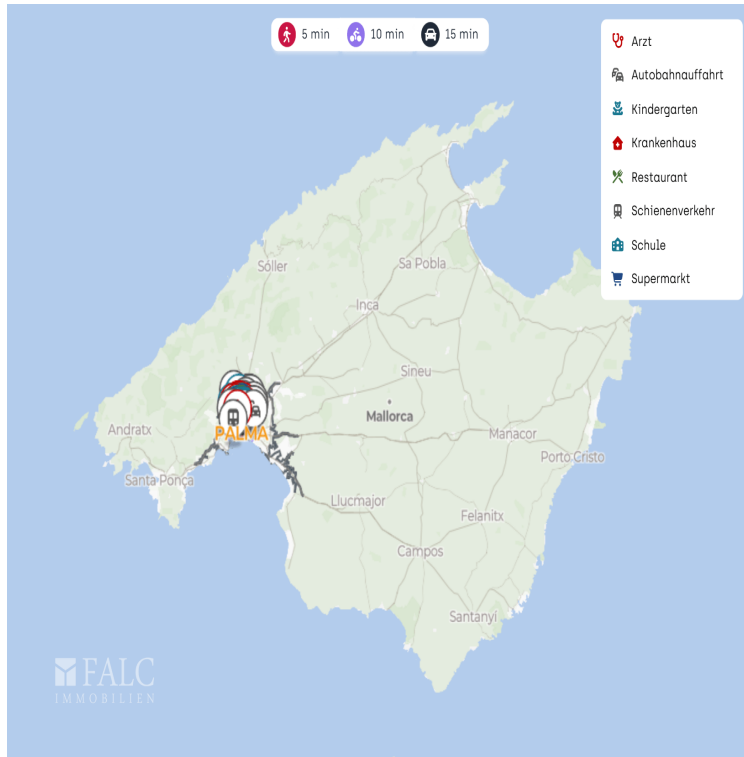 5 min
10 min
15 min
Arzt
Autobahnauffahrt
Kindergarten
Krankenhaus
Restaurant
Schienenverkehr
Schule
Supermarkt
Sóller
Sa Pobla
Inca
Sineu
Mallorca
Andratx
PALMA
Manacor
Porto Cristo
Santa Ponça
Llucmajor
Felanitx
Campos
Santanyí
FALC
IMMOBILIEN